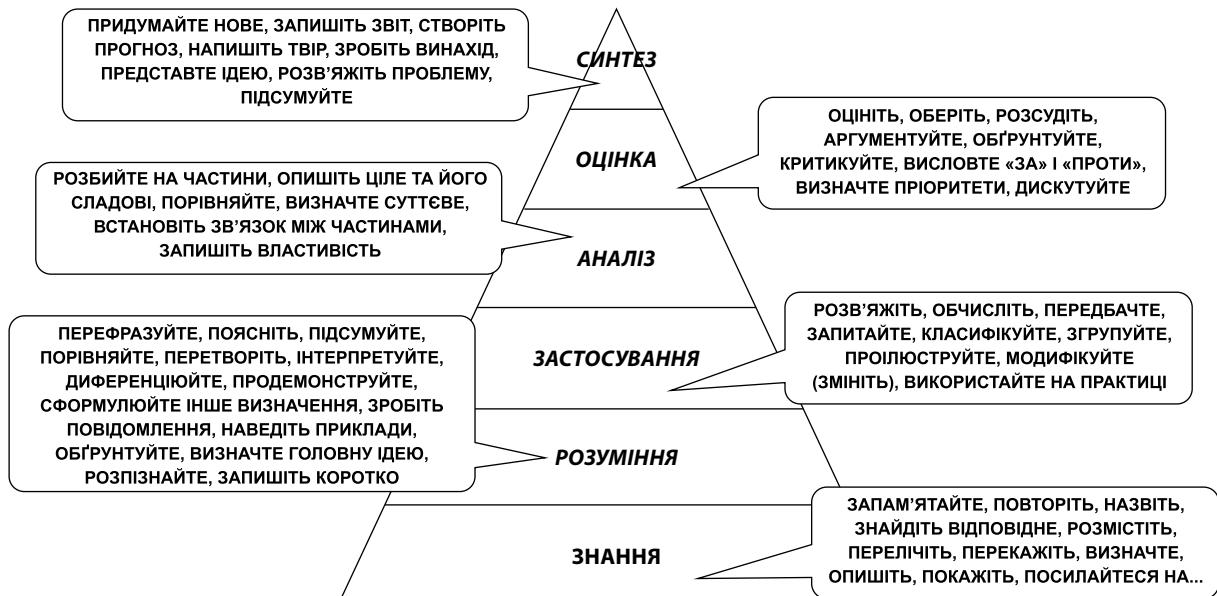 ПРИДУМАЙТЕ НОВЕ, ЗАПИШІТЬ ЗВІТ, СТВОРІТЬ
ПРОГНОЗ, НАПИШІТЬ ТВІР, ЗРОБІТЬ ВИНАХІД,
ПРЕДСТАВТЕ ІДЕЮ, РОЗВ’ЯЖІТЬ ПРОБЛЕМУ,
ПІДСУМУЙТЕ
СИНТЕЗ
ОЦІНІТЬ, ОБЕРІТЬ, РОЗСУДІТЬ,
АРГУМЕНТУЙТЕ, ОБҐРУНТУЙТЕ,
КРИТИКУЙТЕ, ВИСЛОВТЕ «ЗА» І «ПРОТИ»,
ВИЗНАЧТЕ ПРІОРИТЕТИ, ДИСКУТУЙТЕ
ОЦІНКА
РОЗБИЙТЕ НА ЧАСТИНИ, ОПИШІТЬ ЦІЛЕ ТА ЙОГО
СЛАДОВІ, ПОРІВНЯЙТЕ, ВИЗНАЧТЕ СУТТЄВЕ,
ВСТАНОВІТЬ ЗВ’ЯЗОК МІЖ ЧАСТИНАМИ,
ЗАПИШІТЬ ВЛАСТИВІСТЬ
АНАЛІЗ
РОЗВ’ЯЖІТЬ, ОБЧИСЛІТЬ, ПЕРЕДБАЧТЕ,
ЗАПИТАЙТЕ, КЛАСИФІКУЙТЕ, ЗГРУПУЙТЕ,
ПРОІЛЮСТРУЙТЕ, МОДИФІКУЙТЕ
(ЗМІНІТЬ), ВИКОРИСТАЙТЕ НА ПРАКТИЦІ
ЗАСТОСУВАННЯ
ПЕРЕФРАЗУЙТЕ, ПОЯСНІТЬ, ПІДСУМУЙТЕ,
ПОРІВНЯЙТЕ, ПЕРЕТВОРІТЬ, ІНТЕРПРЕТУЙТЕ,
ДИФЕРЕНЦІЮЙТЕ, ПРОДЕМОНСТРУЙТЕ,
СФОРМУЛЮЙТЕ ІНШЕ ВИЗНАЧЕННЯ, ЗРОБІТЬ
ПОВІДОМЛЕННЯ, НАВЕДІТЬ ПРИКЛАДИ,
ОБҐРУНТУЙТЕ, ВИЗНАЧТЕ ГОЛОВНУ ІДЕЮ,
РОЗПІЗНАЙТЕ, ЗАПИШІТЬ КОРОТКО
РОЗУМІННЯ
ЗАПАМ’ЯТАЙТЕ, ПОВТОРІТЬ, НАЗВІТЬ,
ЗНАЙДІТЬ ВІДПОВІДНЕ, РОЗМІСТІТЬ,
ПЕРЕЛІЧІТЬ, ПЕРЕКАЖІТЬ, ВИЗНАЧТЕ,
ОПИШІТЬ, ПОКАЖІТЬ, ПОСИЛАЙТЕСЯ НА...
ЗНАННЯ